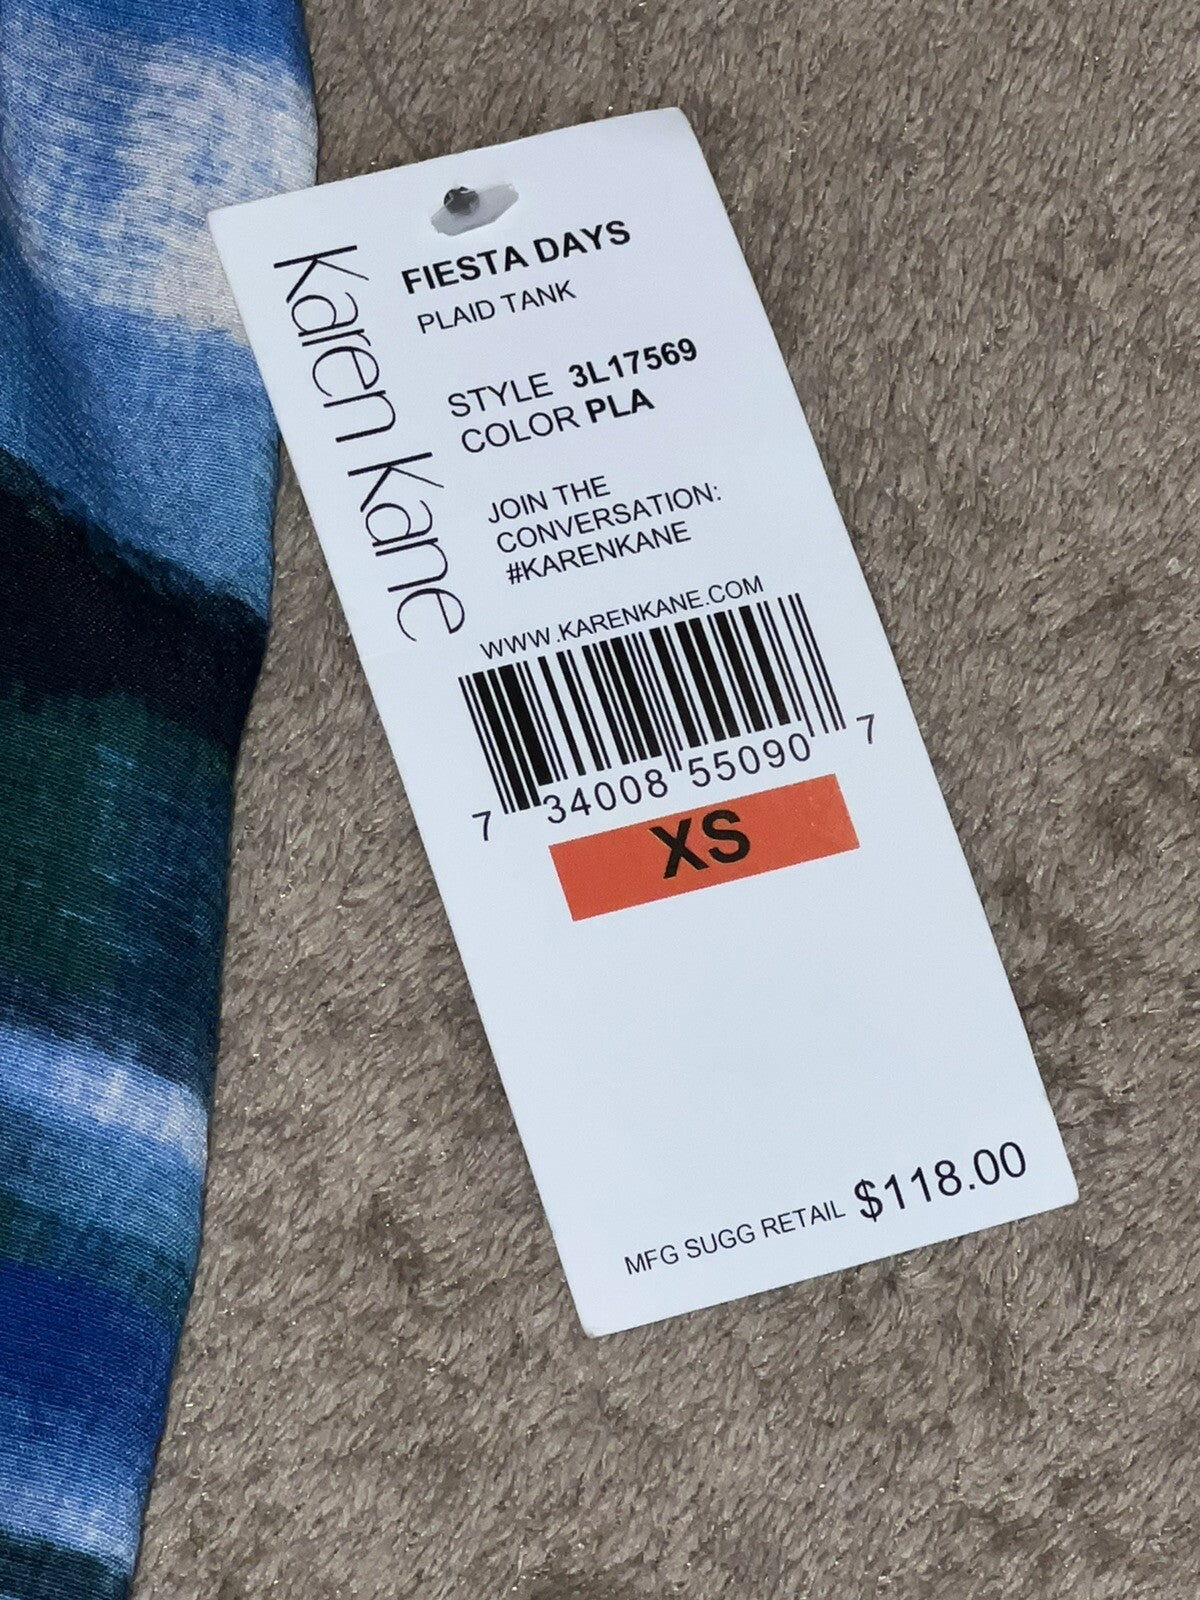 Karen Kane
FIESTA DAYS
PLAID TANK
STYLE 3L17569
COLOR PLA
JOIN THE
CONVERSATION:
#KARENKANE
WWW.KARENKANE.COM
7 34008 55090 7
XS
MFG SUGG RETAIL $118.00